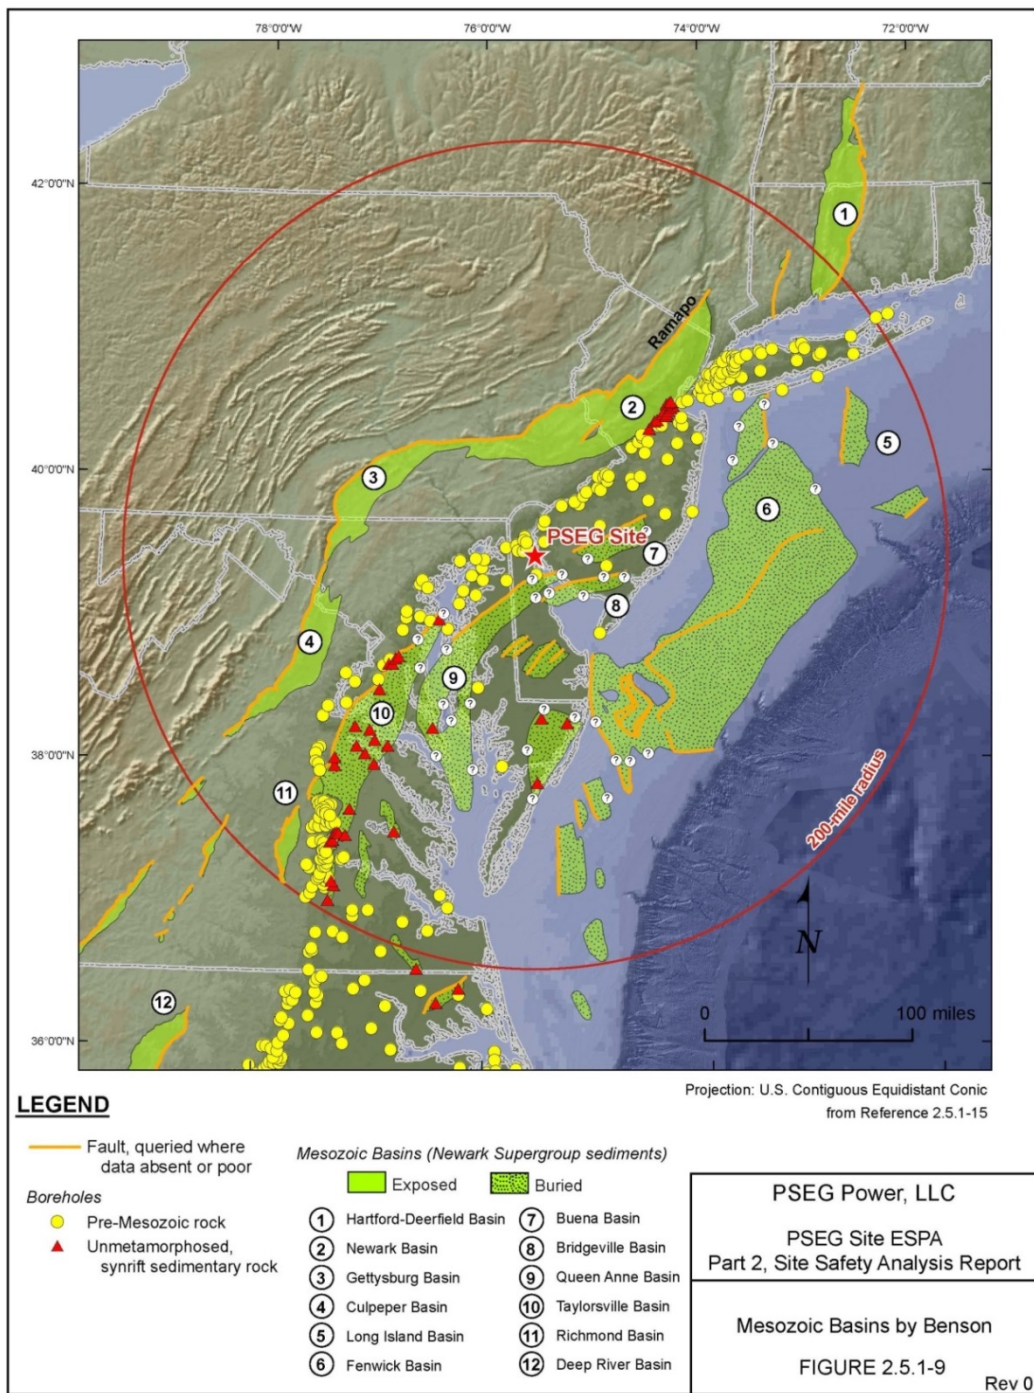 78°0'0"W
76°0'0"W
74°0'0"W
72°0'0"W
42°0'0"N
1
Ramapo
2
5
40°0'0"N
3
6
PSEG Site
7
8
4
9
10
38°0'0"N
11
200-mile radius
N
12
0 100 miles
36°0'0"N
Projection: U.S. Contiguous Equidistant Conic
from Reference 2.5.1-15
LEGEND
Fault, queried where
data absent or poor
Boreholes
Pre-Mesozoic rock
Unmetamorphosed,
synrift sedimentary rock
Mesozoic Basins (Newark Supergroup sediments)
Exposed Buried
1 Hartford-Deerfield Basin
2 Newark Basin
3 Gettysburg Basin
4 Culpeper Basin
5 Long Island Basin
6 Fenwick Basin
7 Buena Basin
8 Bridgeville Basin
9 Queen Anne Basin
10 Taylorsville Basin
11 Richmond Basin
12 Deep River Basin
PSEG Power, LLC
PSEG Site ESPA
Part 2, Site Safety Analysis Report
Mesozoic Basins by Benson
FIGURE 2.5.1-9
Rev 0